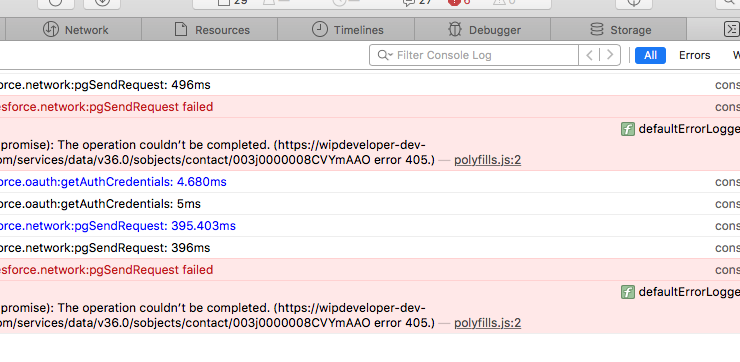 29 — — 27 6 0
Network Resources Timelines Debugger Storage
Filter Console Log All Errors W
orce.network:pgSendRequest: 496ms cons
esforce.network:pgSendRequest failed cons
f defaultErrorLogge
promise): The operation couldn’t be completed. (https://wipdeveloper-dev-
om/services/data/v36.0/sobjects/contact/003j0000008CVYmAAO error 405.) — polyfills.js:2
orce.oauth:getAuthCredentials: 4.680ms cons
orce.oauth:getAuthCredentials: 5ms cons
orce.network:pgSendRequest: 395.403ms cons
orce.network:pgSendRequest: 396ms cons
esforce.network:pgSendRequest failed cons
f defaultErrorLogge
promise): The operation couldn’t be completed. (https://wipdeveloper-dev-
om/services/data/v36.0/sobjects/contact/003j0000008CVYmAAO error 405.) — polyfills.js:2